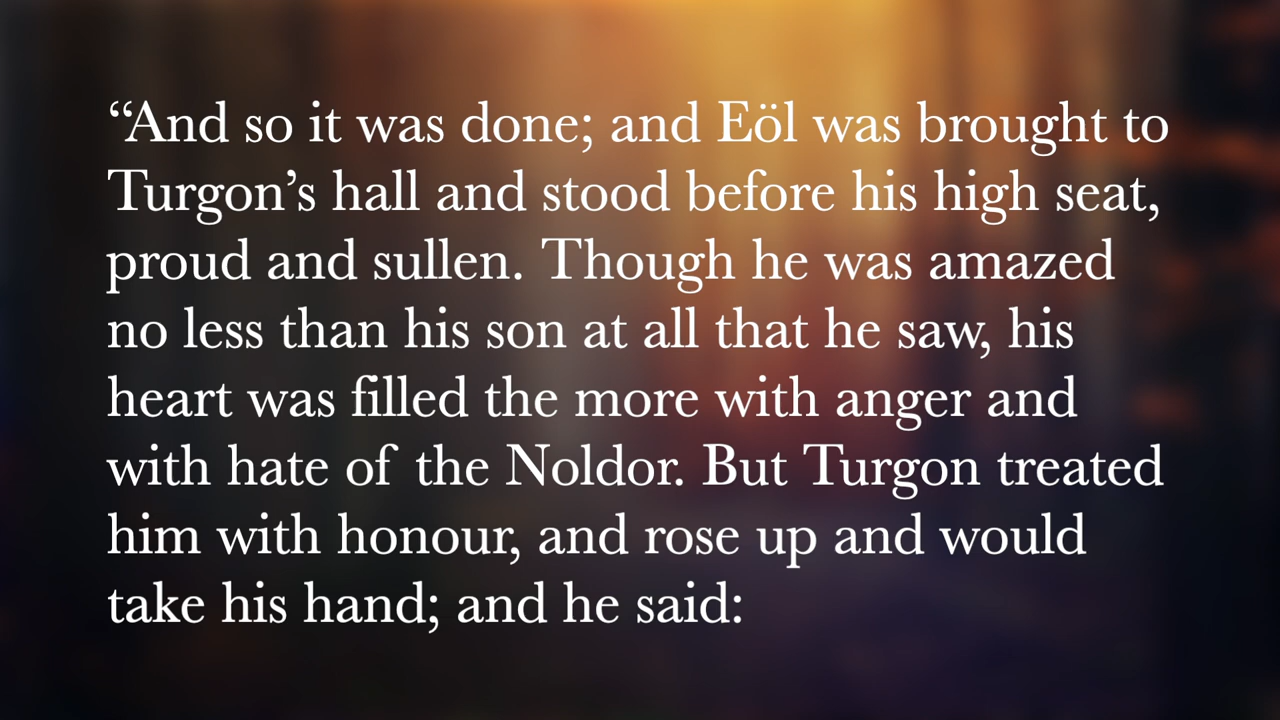 “And so it was done; and Eöl was brought to
Turgon’s hall and stood before his high seat,
proud and sullen. Though he was amazed
no less than his son at all that he saw, his
heart was filled the more with anger and
with hate of the Noldor. But Turgon treated
him with honour, and rose up and would
take his hand; and he said: